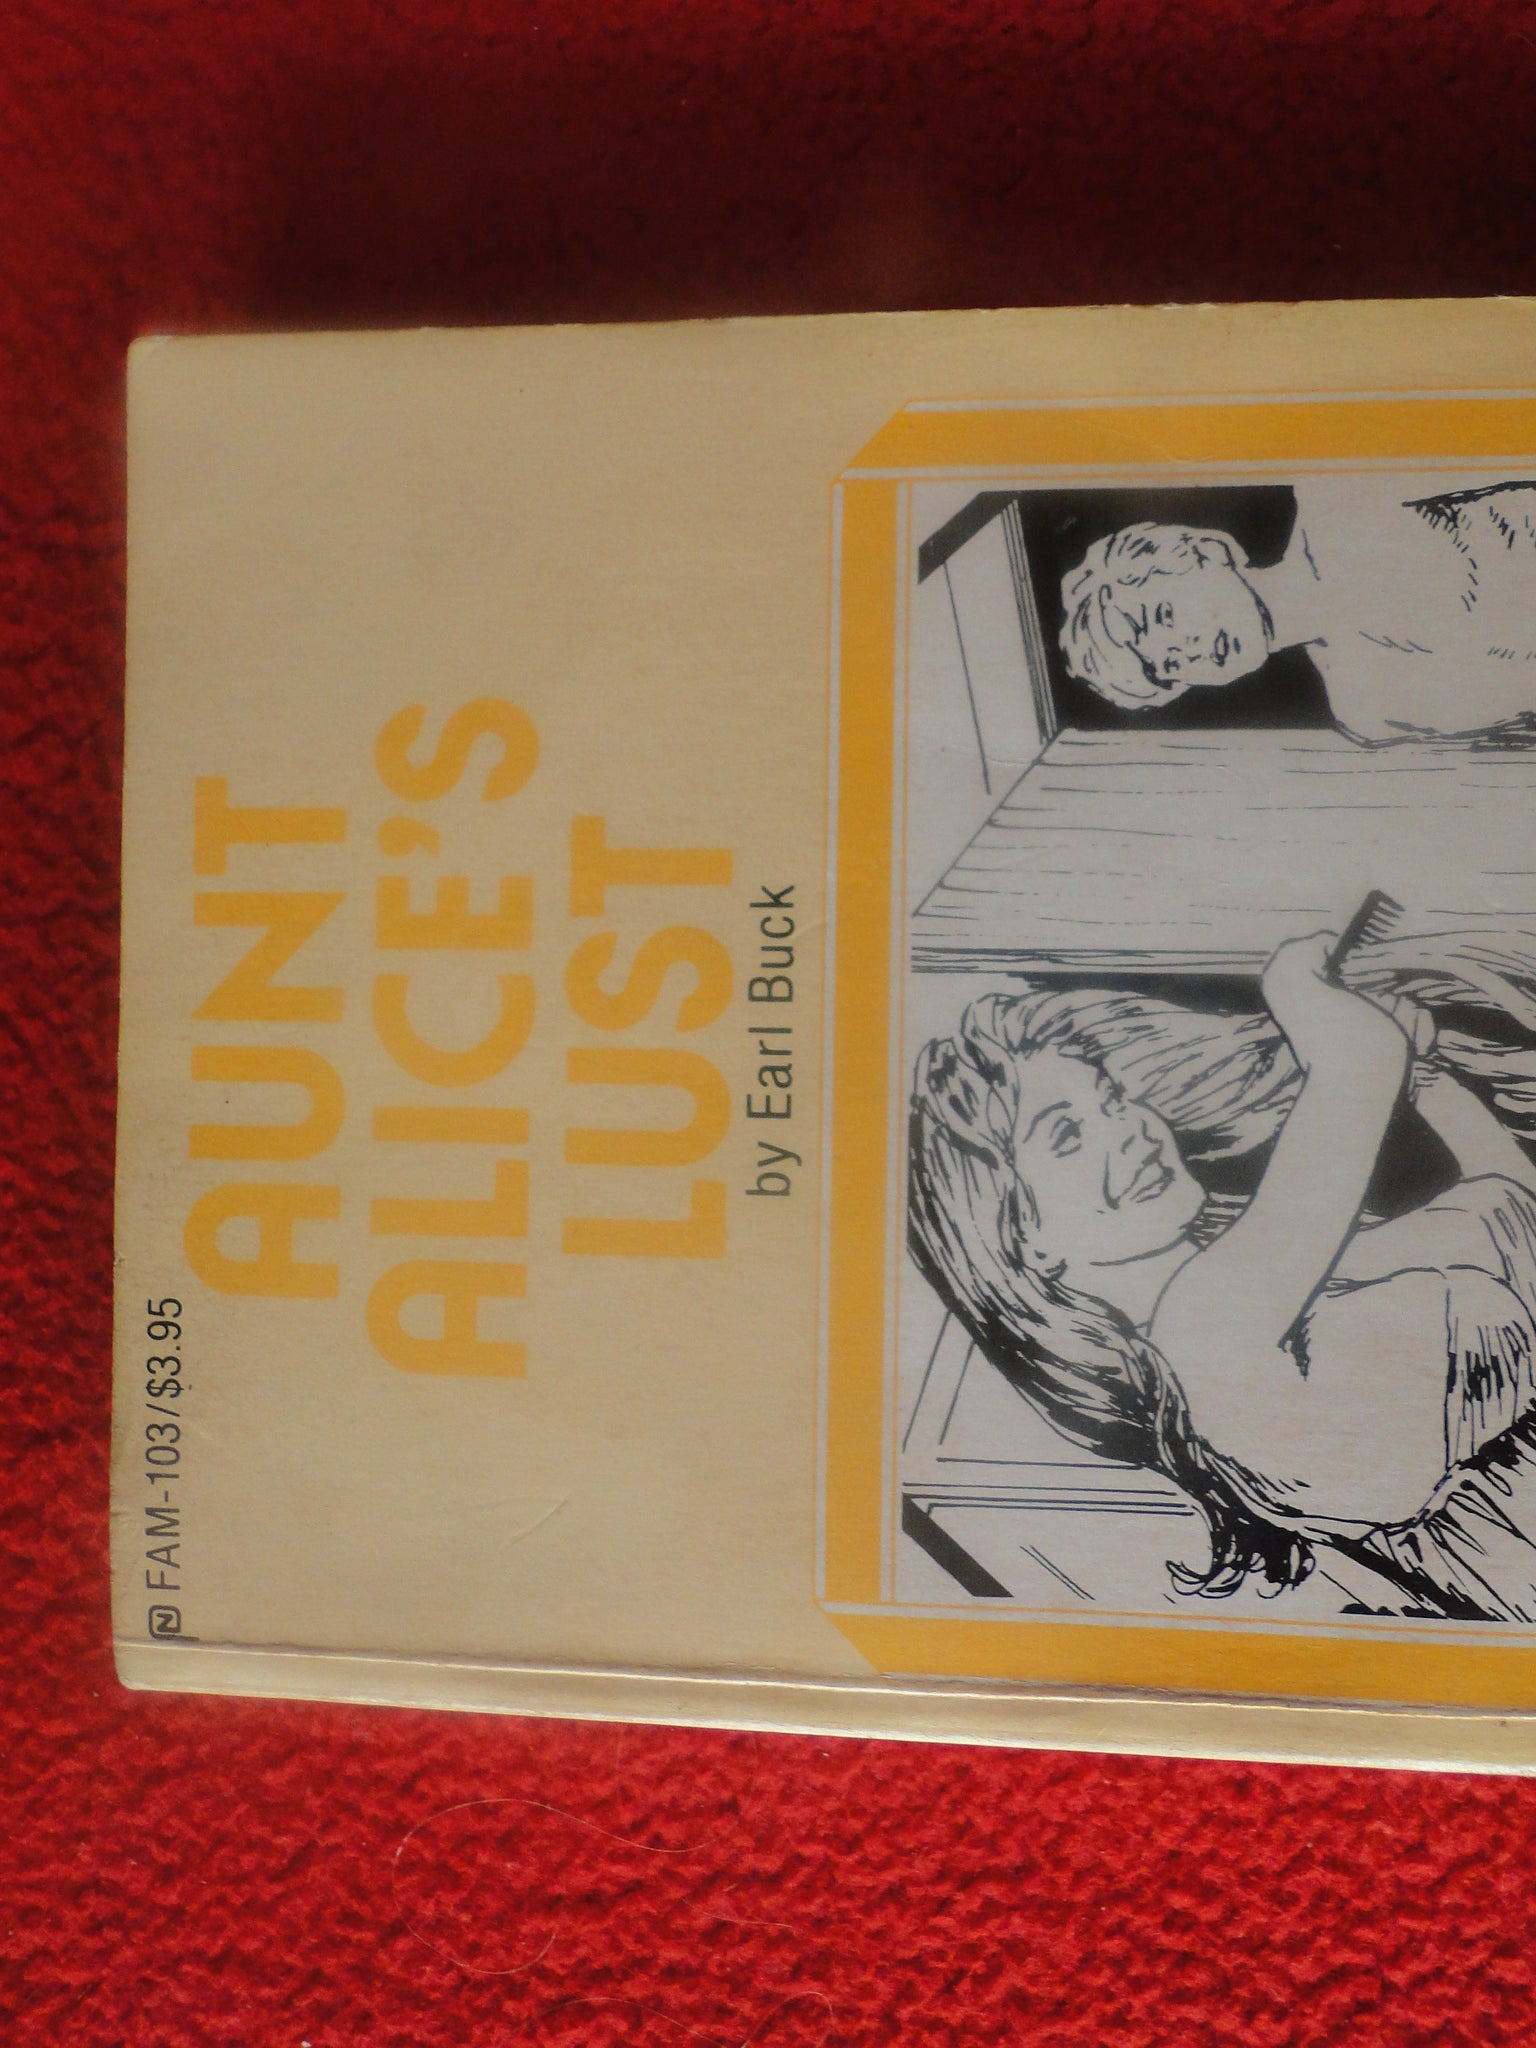 FAM-103/$3.95
AUNT
ALICE'S
LUST
by Earl Buck